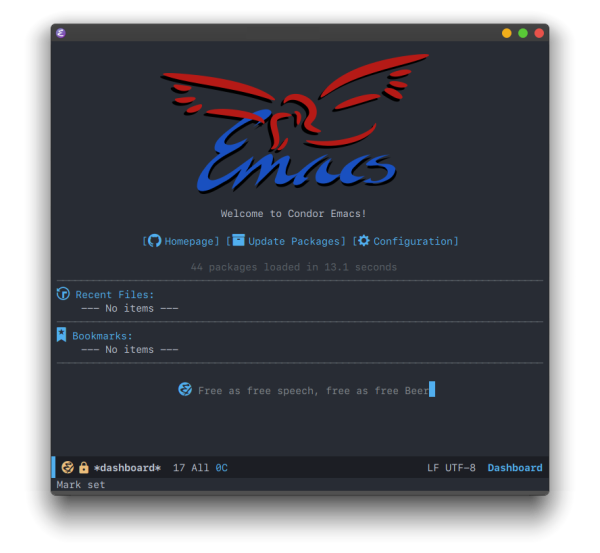 Emacs
Welcome to Condor Emacs!
[Homepage] [Update Packages] [Configuration]
44 packages loaded in 13.1 seconds
Recent Files:
--- No items ---
Bookmarks:
--- No items ---
Free as free speech, free as free Beer
*dashboard* 17 All 0C LF UTF-8 Dashboard
Mark set